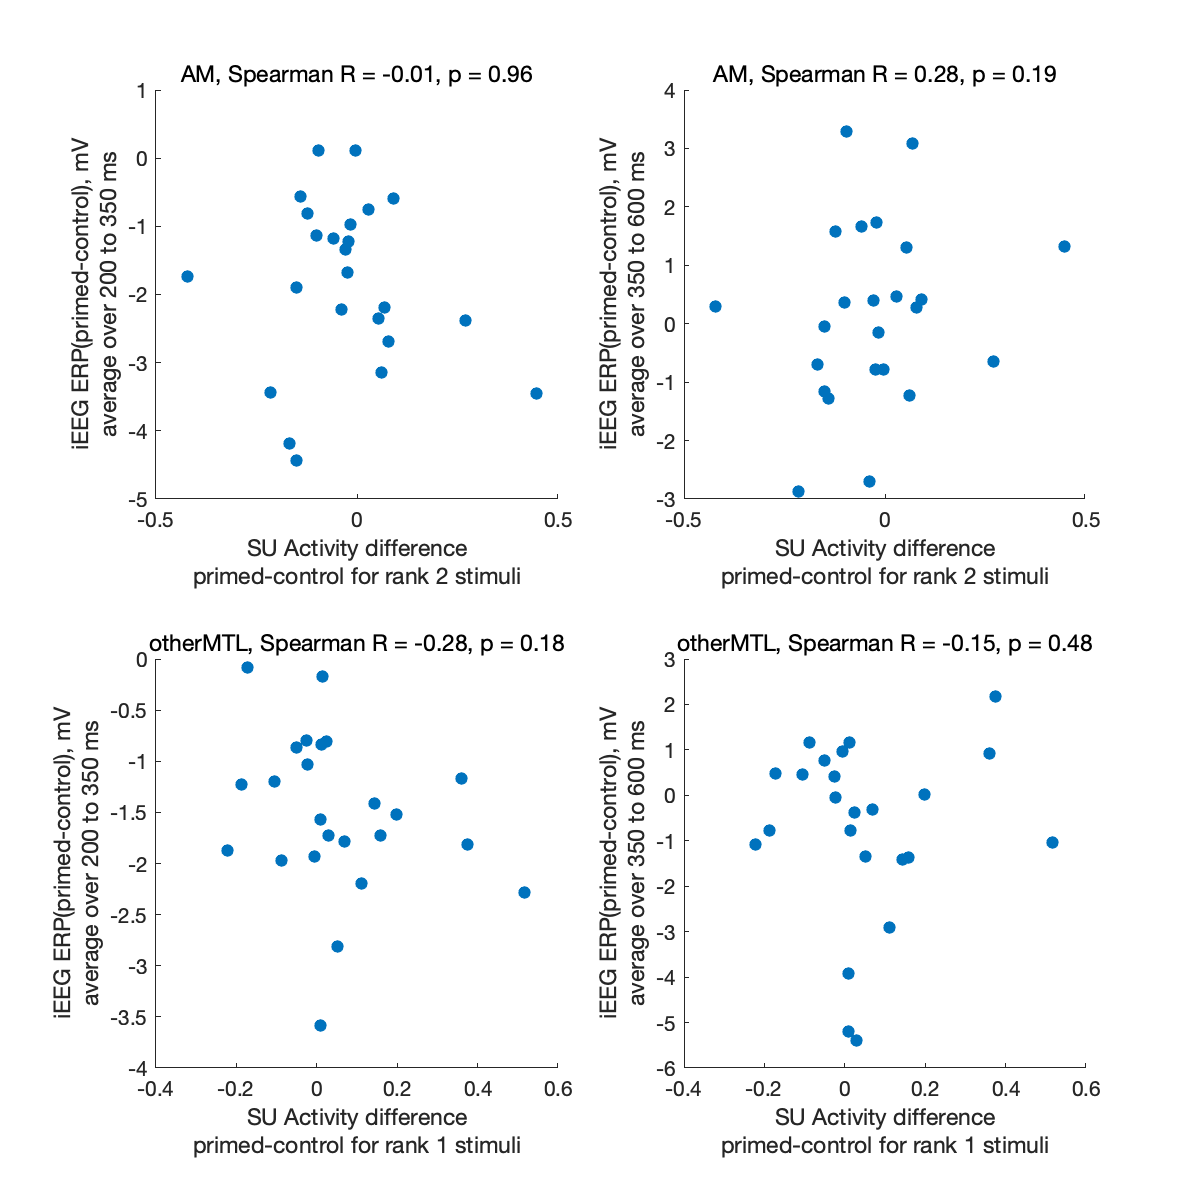 AM, Spearman R = -0.01, p = 0.96
1
0
-1
-2
-3
-4
-5
-0.5
0
0.5
iEEG ERP(primed-control), mV
average over 200 to 350 ms
SU Activity difference
primed-control for rank 2 stimuli
AM, Spearman R = 0.28, p = 0.19
4
3
2
1
0
-1
-2
-3
-0.5
0
0.5
iEEG ERP(primed-control), mV
average over 350 to 600 ms
SU Activity difference
primed-control for rank 2 stimuli
otherMTL, Spearman R = -0.28, p = 0.18
0
-0.5
-1
-1.5
-2
-2.5
-3
-3.5
-4
-0.4
-0.2
0
0.2
0.4
0.6
iEEG ERP(primed-control), mV
average over 200 to 350 ms
SU Activity difference
primed-control for rank 1 stimuli
otherMTL, Spearman R = -0.15, p = 0.48
3
2
1
0
-1
-2
-3
-4
-5
-6
-0.4
-0.2
0
0.2
0.4
0.6
iEEG ERP(primed-control), mV
average over 350 to 600 ms
SU Activity difference
primed-control for rank 1 stimuli